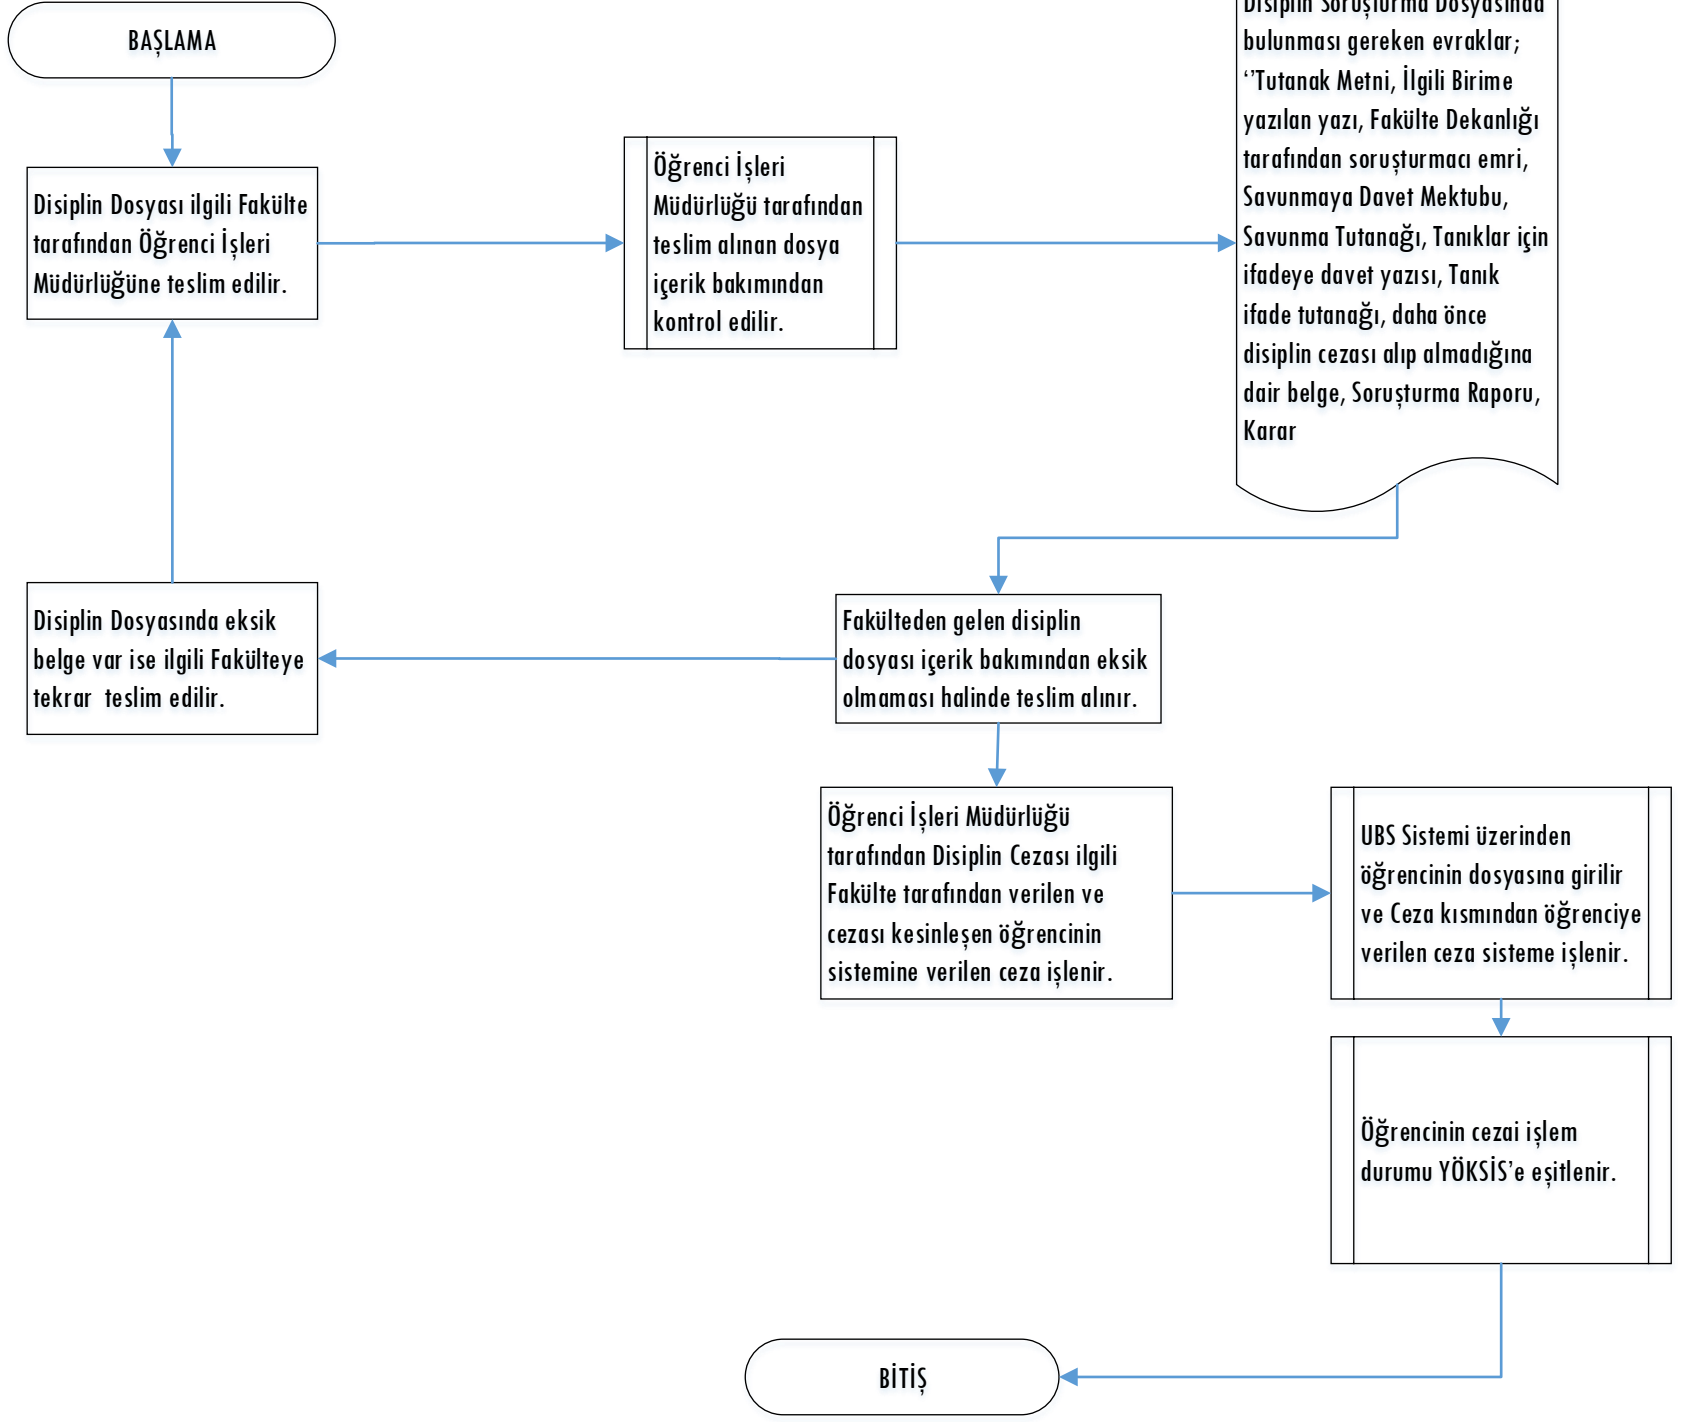 BAŞLAMA
Disiplin Dosyası ilgili Fakülte
tarafından Öğrenci İşleri
Müdürlüğüne teslim edilir.
Öğrenci İşleri
Müdürlüğü tarafından
teslim alınan dosya
içerik bakımından
kontrol edilir.
Disiplin Soruşturma Dosyasında
bulunması gereken evraklar;
‘’Tutanak Metni, İlgili Birime
yazılan yazı, Fakülte Dekanlığı
tarafından soruşturmacı emri,
Savunmaya Davet Mektubu,
Savunma Tutanağı, Tanıklar için
ifadeye davet yazısı, Tanık
ifade tutanağı, daha önce
disiplin cezası alıp almadığına
dair belge, Soruşturma Raporu,
Karar
Disiplin Dosyasında eksik
belge var ise ilgili Fakülteye
tekrar  teslim edilir.
Fakülteden gelen disiplin
dosyası içerik bakımından eksik
olmaması halinde teslim alınır.
Öğrenci İşleri Müdürlüğü
tarafından Disiplin Cezası ilgili
Fakülte tarafından verilen ve
cezası kesinleşen öğrencinin
sistemine verilen ceza işlenir.
UBS Sistemi üzerinden
öğrencinin dosyasına girilir
ve Ceza kısmından öğrenciye
verilen ceza sisteme işlenir.
Öğrencinin cezai işlem
durumu YÖKSİS’e eşitlenir.
BİTİŞ